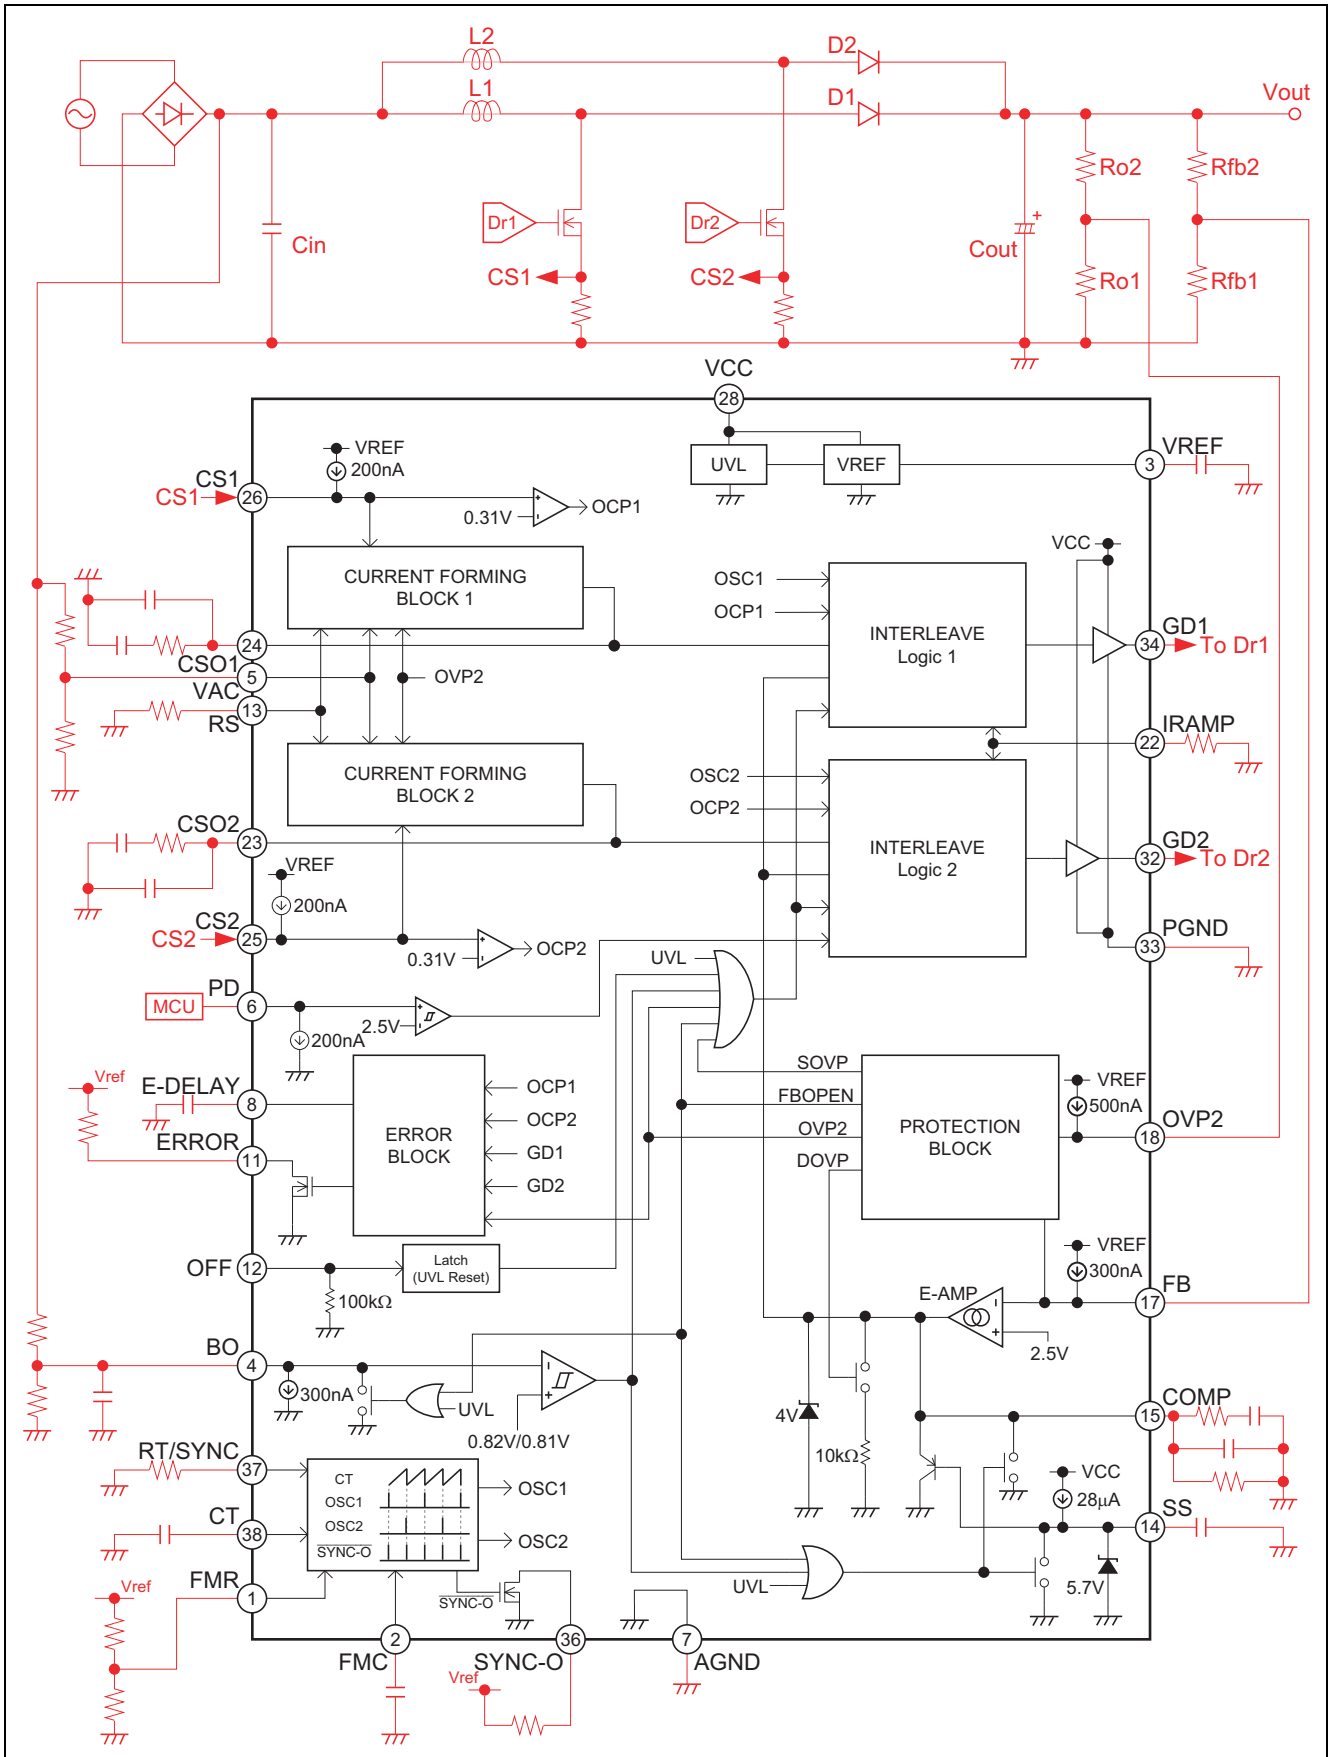 L2
D2
L1
D1
Vout
Ro2
Rfb2
Dr1
Dr2
Cin
+
Cout
CS1
CS2
Ro1
Rfb1
VCC
28
VREF
200nA
UVL
VREF
3
VREF
CS1
CS1
26
+
-
0.31V
OCP1
VCC
CURRENT FORMING
BLOCK 1
OSC1
OCP1
INTERLEAVE
Logic 1
GD1
34
To Dr1
24
CSO1
5
OVP2
VAC
13
RS
IRAMP
22
CURRENT FORMING
BLOCK 2
OSC2
OCP2
CSO2
23
INTERLEAVE
Logic 2
GD2
32
To Dr2
VREF
200nA
CS2
CS2
25
+
-
0.31V
OCP2
PGND
33
UVL
PD
MCU
6
+
-
2.5V
200nA
Vref
SOVP
E-DELAY
8
OCP1
FBOPEN
VREF
500nA
OCP2
OVP2
PROTECTION
BLOCK
OVP2
18
ERROR
11
ERROR
BLOCK
GD1
DOVP
GD2
OFF
12
Latch
(UVL Reset)
VREF
300nA
100kΩ
E-AMP
-
+
FB
17
2.5V
BO
4
300nA
UVL
-
+
0.82V/0.81V
4V
10kΩ
COMP
15
RT/SYNC
37
CT
OSC1
OSC2
SYNC-O
OSC1
OSC2
VCC
28µA
CT
38
SS
14
FMR
1
Vref
SYNC-O
UVL
5.7V
2
FMC
36
SYNC-O
7
AGND
Vref